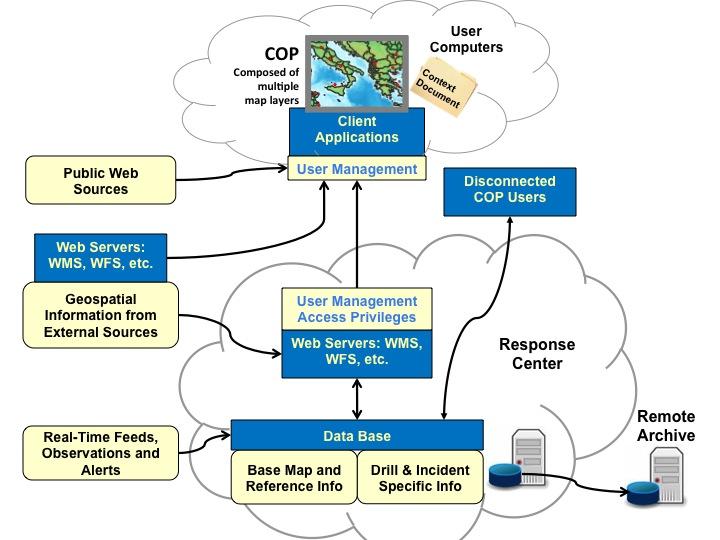 User
Computers
COP
Composed of
multiple
map layers
Context
Document
Client
Applications
User Management
Public Web
Sources
Disconnected
COP Users
Web Servers:
WMS, WFS, etc.
Geospatial
Information from
External Sources
User Management
Access Privileges
Web Servers: WMS,
WFS, etc.
Response
Center
Real-Time Feeds,
Observations and
Alerts
Data Base
Base Map and
Reference Info
Drill & Incident
Specific Info
Remote
Archive